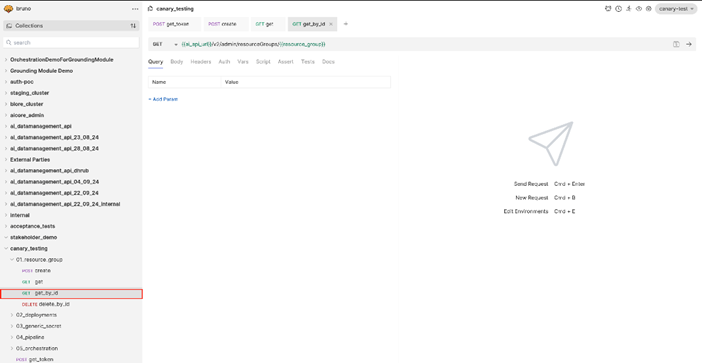 bruno
Collections
search
OrchestrationDemoForGroundingModule
Grounding Module Demo
auth-poc
staging_cluster
blore_cluster
aicore_admin
ai_datamanagement_api
ai_datamanagement_api_23_08_24
ai_datamanagement_api_28_08_24
External Parties
ai_datamanagement_api_dhrub
ai_datamangement_api_04_09_24
ai_datamanagement_api_22_09_24
ai_datamanagement_api_22_09_24_internal
internal
acceptance_tests
stakeholder_demo
canary_testing
01_resource_group
POST create
GET get
GET get_by_id
DELETE delete_by_id
02_deployments
03_generic_secret
04_pipeline
05_orchestration
POST get_token
canary_testing
canary-test
POST get_token
POST create
GET get
GET get_by_id
GET {{ai_api_url}}/v2/admin/resourceGroups/{{resource_group}}
Query Body Headers Auth Vars Script Assert Tests Docs
Name Value
+ Add Param
Send Request Cmd + Enter
New Request Cmd + B
Edit Environments Cmd + E